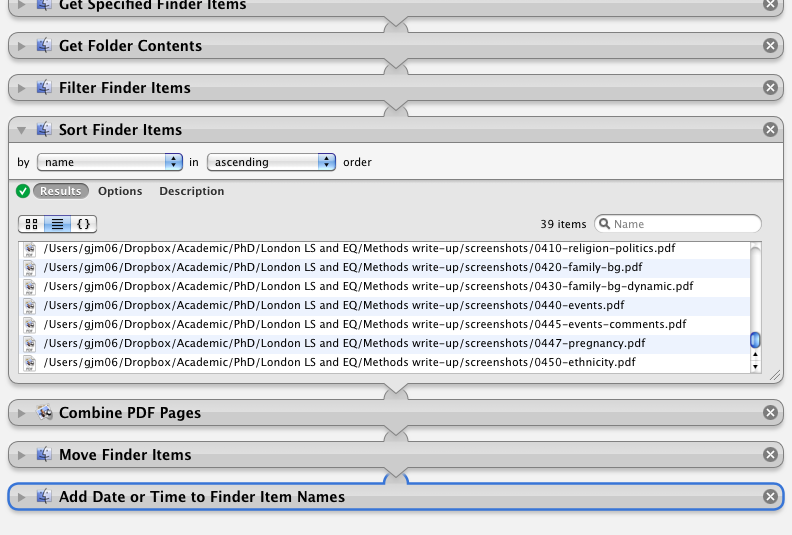 Get Specified Finder Items
Get Folder Contents
Filter Finder Items
Sort Finder Items
by name in ascending order
Results Options Description
{} 39 items Name
/Users/gjm06/Dropbox/Academic/PhD/London LS and EQ/Methods write-up/screenshots/0410-religion-politics.pdf
/Users/gjm06/Dropbox/Academic/PhD/London LS and EQ/Methods write-up/screenshots/0420-family-bg.pdf
/Users/gjm06/Dropbox/Academic/PhD/London LS and EQ/Methods write-up/screenshots/0430-family-bg-dynamic.pdf
/Users/gjm06/Dropbox/Academic/PhD/London LS and EQ/Methods write-up/screenshots/0440-events.pdf
/Users/gjm06/Dropbox/Academic/PhD/London LS and EQ/Methods write-up/screenshots/0445-events-comments.pdf
/Users/gjm06/Dropbox/Academic/PhD/London LS and EQ/Methods write-up/screenshots/0447-pregnancy.pdf
/Users/gjm06/Dropbox/Academic/PhD/London LS and EQ/Methods write-up/screenshots/0450-ethnicity.pdf
Combine PDF Pages
Move Finder Items
Add Date or Time to Finder Item Names